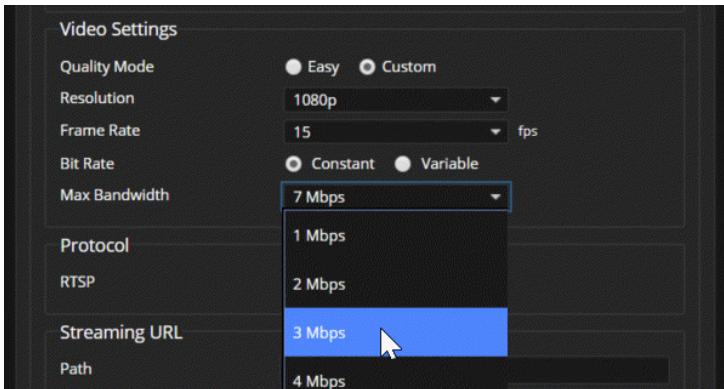 Video Settings
Quality Mode Easy Custom
Resolution 1080p
Frame Rate 15 fps
Bit Rate Constant Variable
Max Bandwidth 7 Mbps
1 Mbps
Protocol
RTSP 2 Mbps
Streaming URL 3 Mbps
Path 4 Mbps